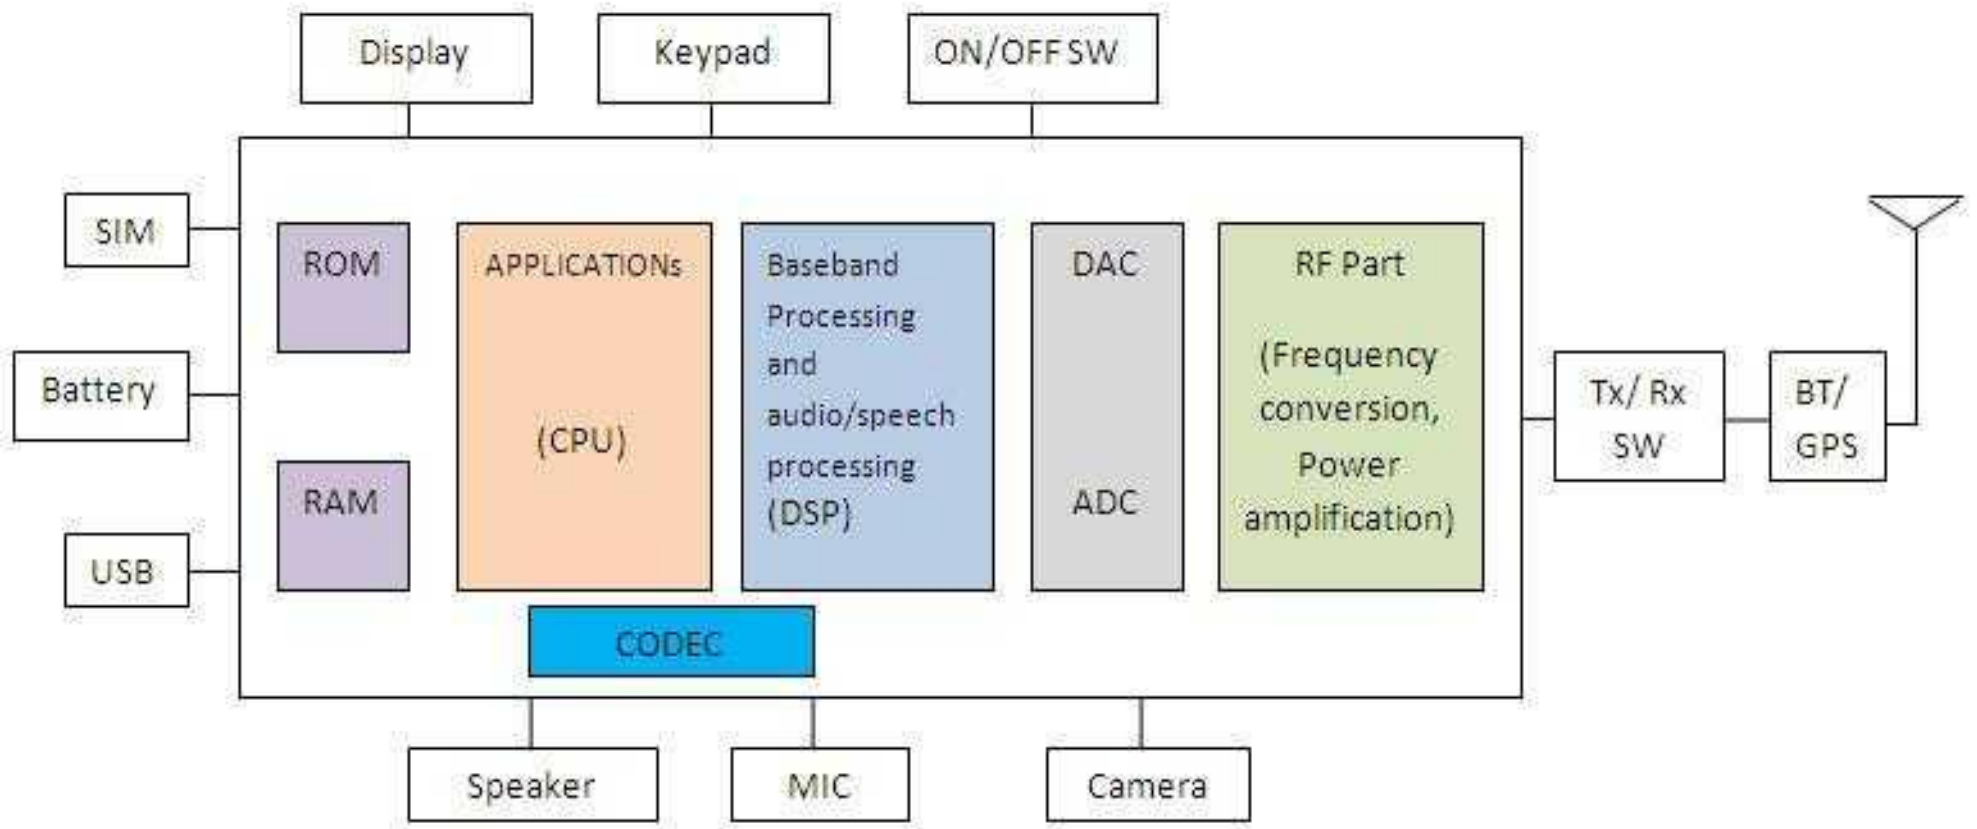 Display
Keypad
ON/OFF SW
SIM
Battery
USB
ROM
RAM
APPLICATIONs
(CPU)
Baseband
Processing
and
audio/speech
processing
(DSP)
DAC
ADC
RF Part
(Frequency
conversion,
Power
amplification)
Tx/ Rx
SW
BT/
GPS
CODEC
Speaker
MIC
Camera